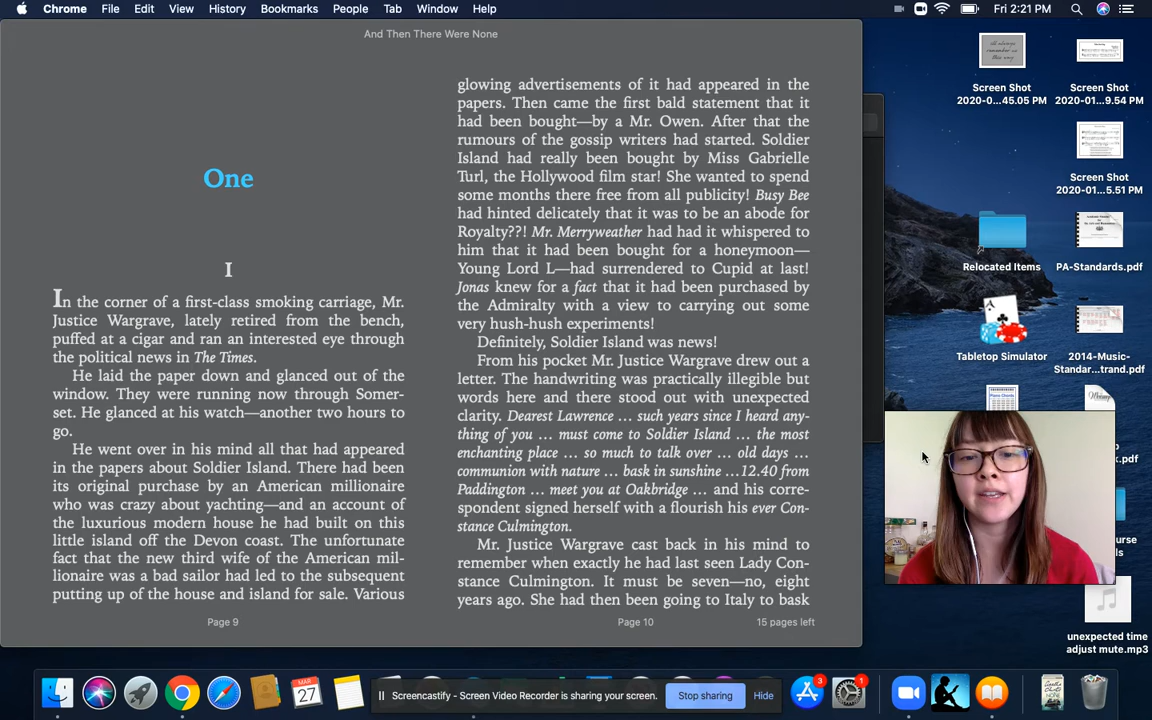 Chrome File Edit View History Bookmarks People Tab Window Help
Fri 2:21 PM
And Then There Were None
One
I
In the corner of a first-class smoking carriage, Mr.
Justice Wargrave, lately retired from the bench,
puffed at a cigar and ran an interested eye through
the political news in The Times.
He laid the paper down and glanced out of the
window. They were running now through Somer-
set. He glanced at his watch—another two hours to
go.
He went over in his mind all that had appeared
in the papers about Soldier Island. There had been
its original purchase by an American millionaire
who was crazy about yachting—and an account of
the luxurious modern house he had built on this
little island off the Devon coast. The unfortunate
fact that the new third wife of the American mil-
lionaire was a bad sailor had led to the subsequent
putting up of the house and island for sale. Various
Page 9
glowing advertisements of it had appeared in the
papers. Then came the first bald statement that it
had been bought—by a Mr. Owen. After that the
rumours of the gossip writers had started. Soldier
Island had really been bought by Miss Gabrielle
Turl, the Hollywood film star! She wanted to spend
some months there free from all publicity! Busy Bee
had hinted delicately that it was to be an abode for
Royalty??! Mr. Merryweather had had it whispered to
him that it had been bought for a honeymoon—
Young Lord L—had surrendered to Cupid at last!
Jonas knew for a fact that it had been purchased by
the Admiralty with a view to carrying out some
very hush-hush experiments!
Definitely, Soldier Island was news!
From his pocket Mr. Justice Wargrave drew out a
letter. The handwriting was practically illegible but
words here and there stood out with unexpected
clarity. Dearest Lawrence … such years since I heard any-
thing of you … must come to Soldier Island … the most
enchanting place … so much to talk over … old days …
communion with nature … bask in sunshine …12.40 from
Paddington … meet you at Oakbridge … and his corre-
spondent signed herself with a flourish his ever Con-
stance Culmington.
Mr. Justice Wargrave cast back in his mind to
remember when exactly he had last seen Lady Con-
stance Culmington. It must be seven—no, eight
years ago. She had then been going to Italy to bask
Page 10
15 pages left
Screen Shot
2020-0...45.05 PM
Screen Shot
2020-01...9.54 PM
Screen Shot
2020-01...5.51 PM
Relocated Items
PA-Standards.pdf
Tabletop Simulator
2014-Music-
Standar...trand.pdf
k.pdf
urse
ls
unexpected time
adjust mute.mp3
MAR
27
Screencastify - Screen Video Recorder is sharing your screen.
Stop sharing
Hide
3
1